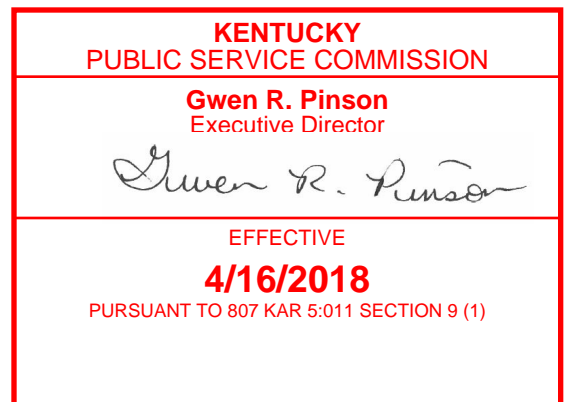 KENTUCKY
PUBLIC SERVICE COMMISSION
Gwen R. Pinson
Executive Director
Gwen R. Pinson
EFFECTIVE
4/16/2018
PURSUANT TO 807 KAR 5:011 SECTION 9 (1)